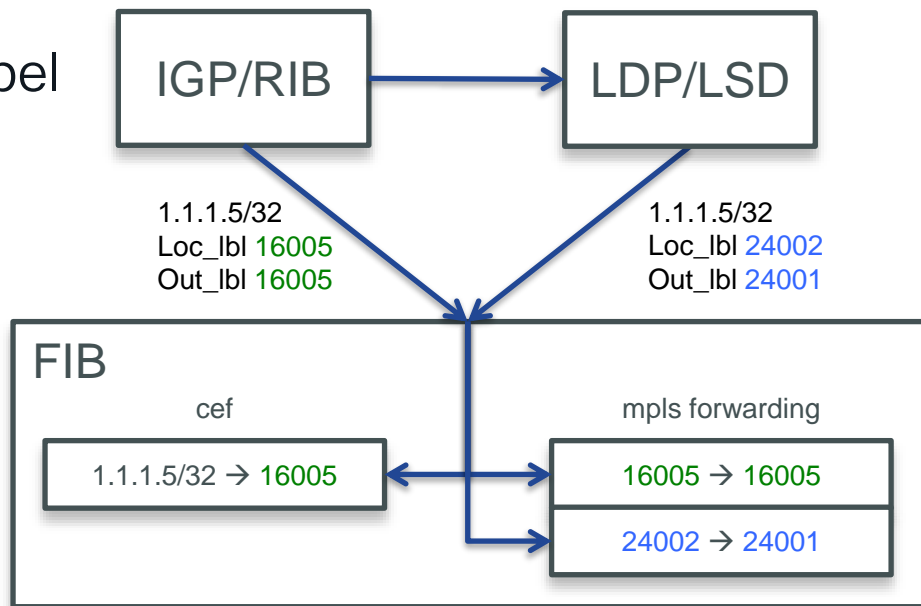 IGP/RIB
LDP/LSD
1.1.1.5/32
Loc_lbl 16005
Out_lbl 16005
1.1.1.5/32
Loc_lbl 24002
Out_lbl 24001
FIB
cef
mpls forwarding
1.1.1.5/32 → 16005
16005 → 16005
24002 → 24001